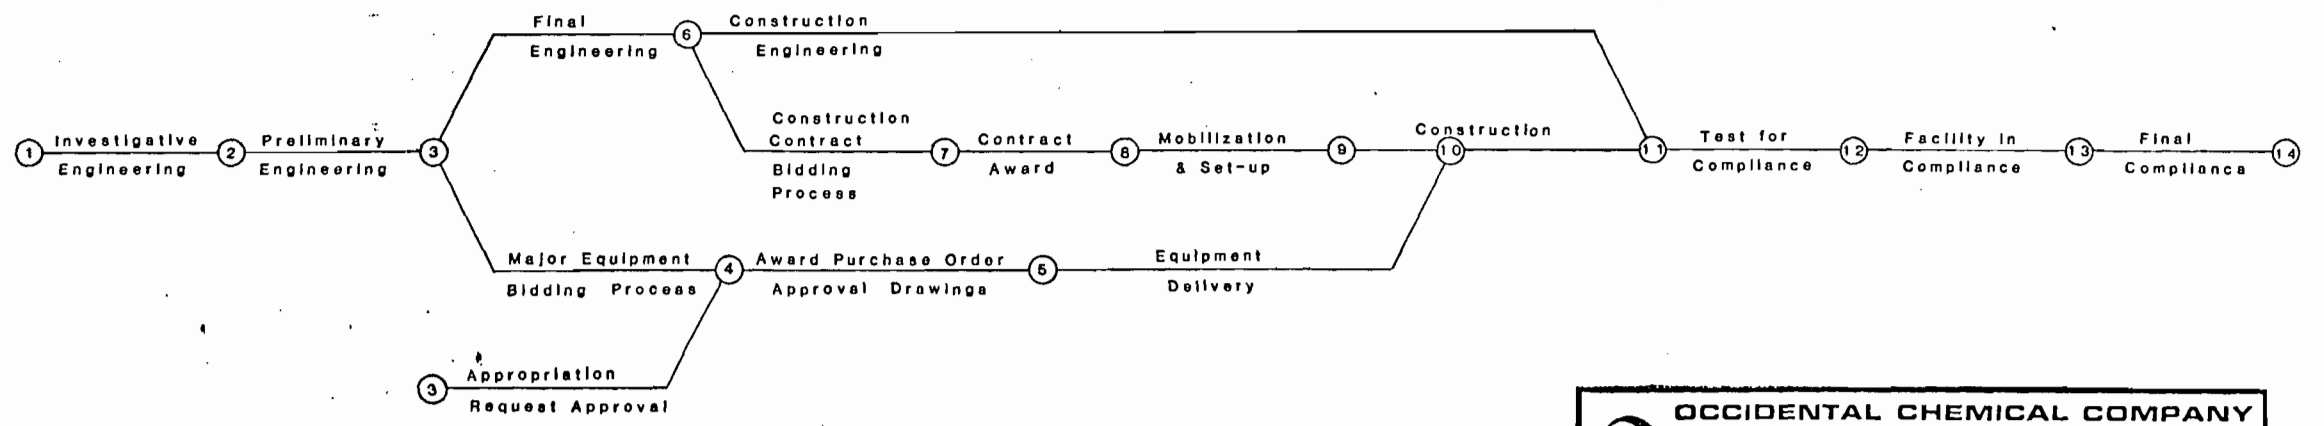 Final
Engineering
6
Construction
Engineering
1
Investigative
Engineering
2
Preliminary
Engineering
3
Construction
Contract
Bidding
Process
7
Contract
Award
8
Mobilization
& Set-up
9
Construction
10
11
Test for
Compliance
12
Facility in
Compliance
13
Final
Compliance
14
Major Equipment
Bidding Process
4
Award Purchase Order
Approval Drawings
5
Equipment
Delivery
3
Appropriation
Request Approval
OCCIDENTAL CHEMICAL COMPANY